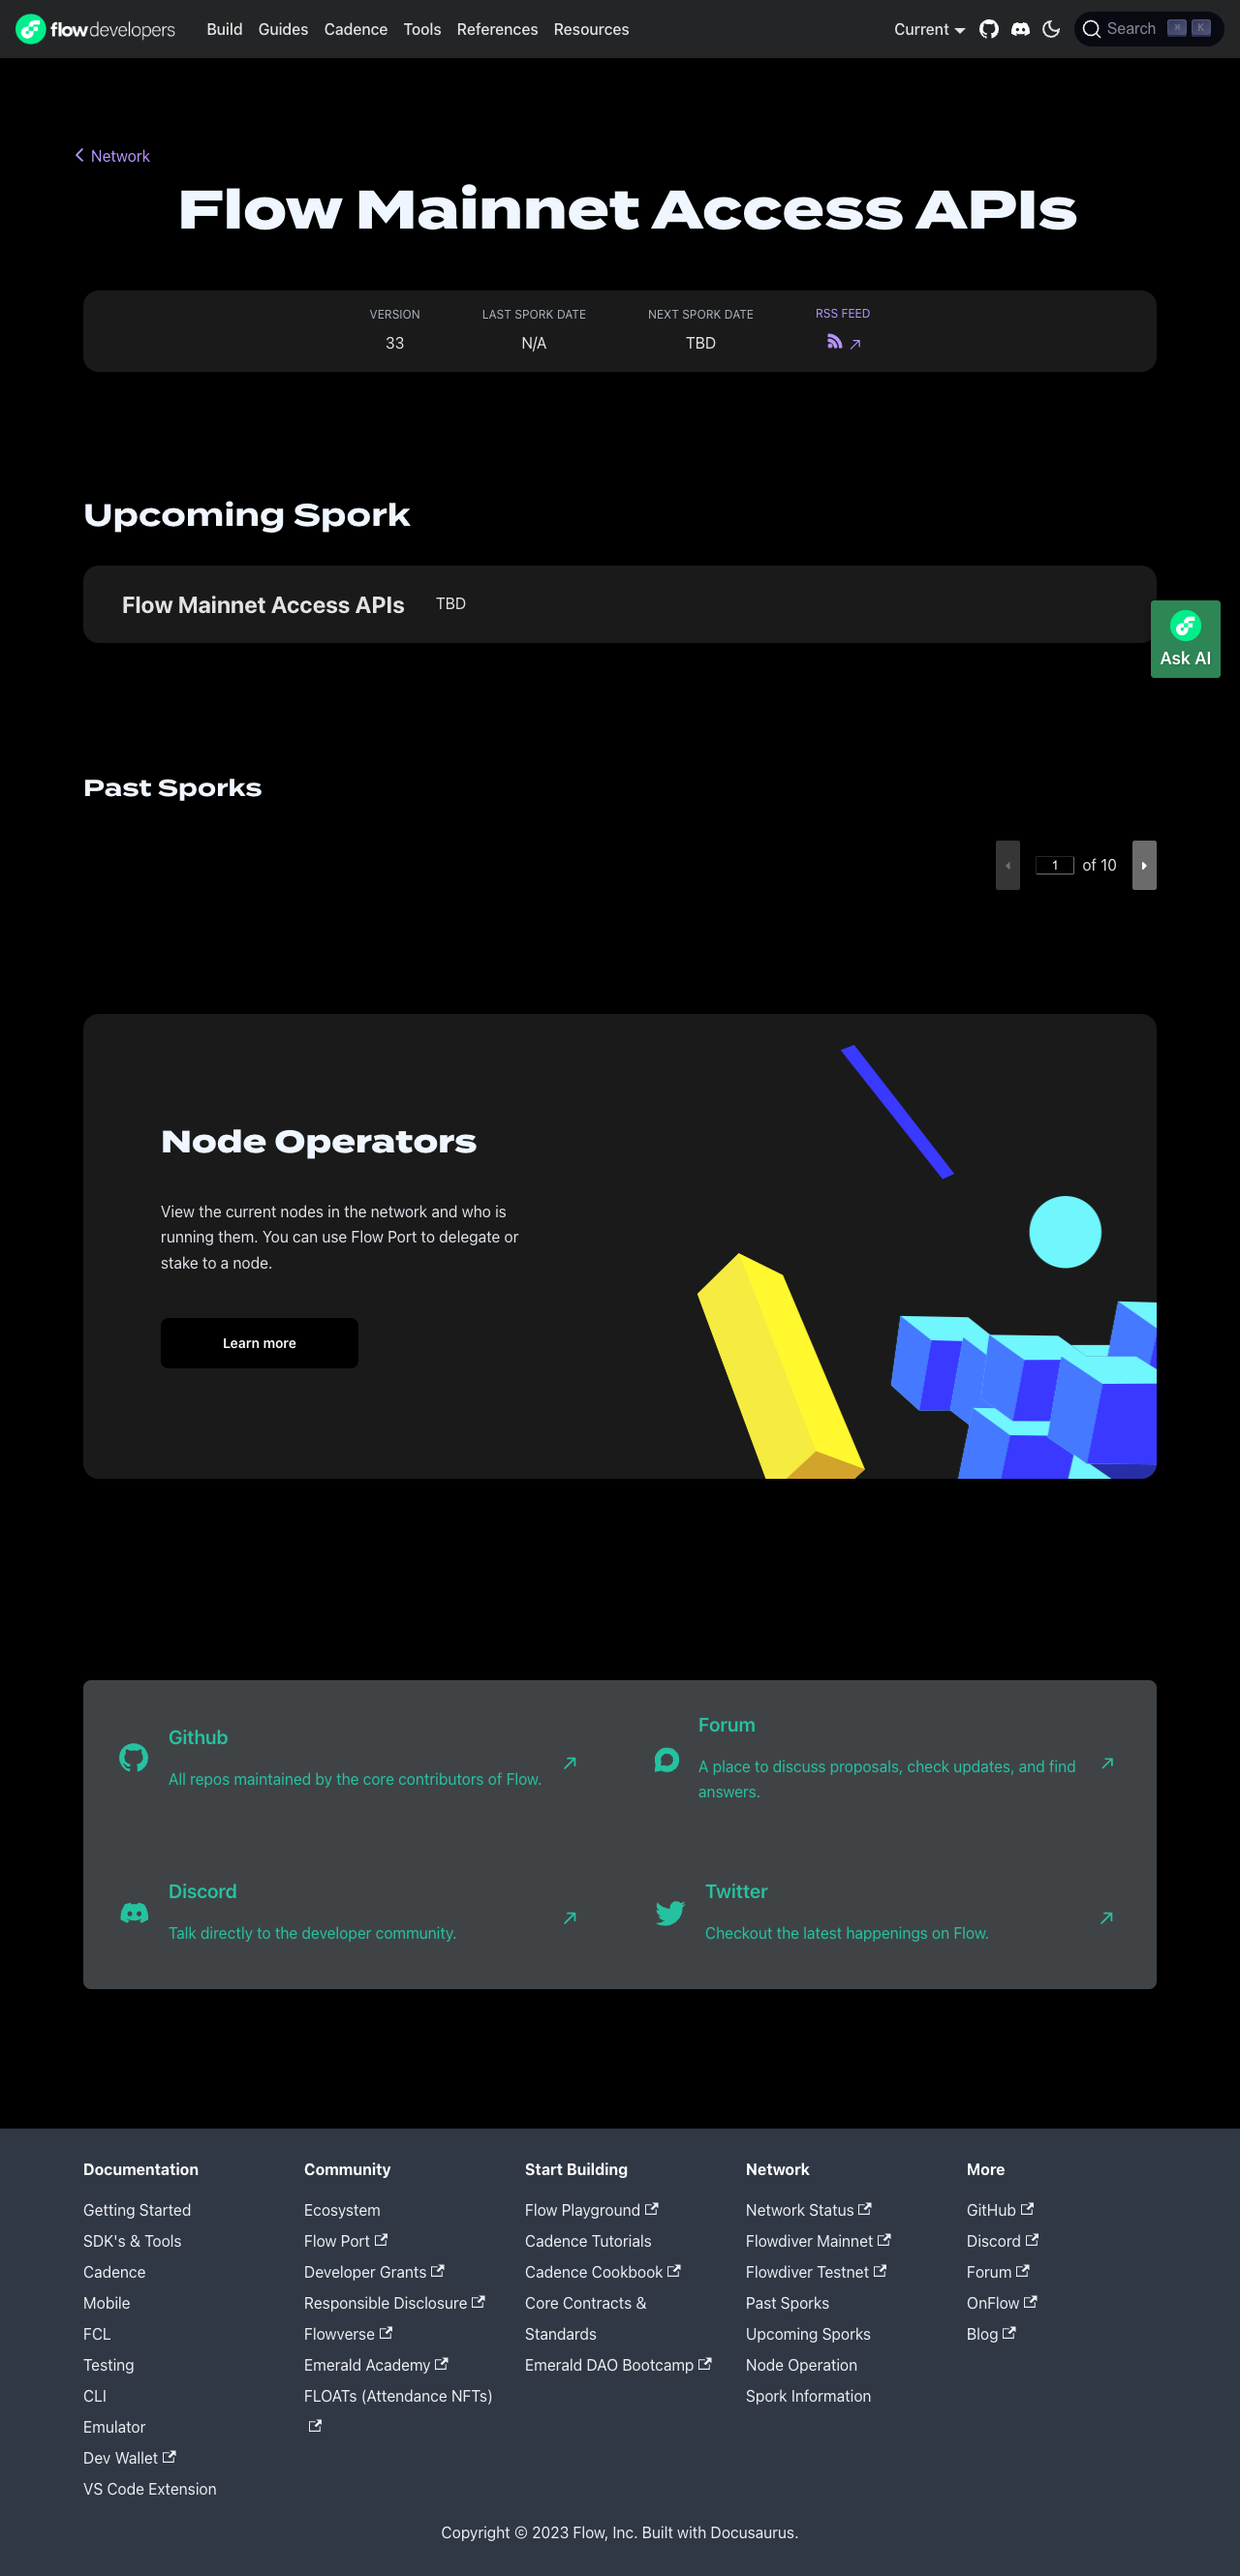 flowdevelopers Build Guides Cadence Tools References Resources Current Search ⌘ K
Network
Flow Mainnet Access APIs
VERSION LAST SPORK DATE NEXT SPORK DATE RSS FEED
33 N/A TBD
Upcoming Spork
Flow Mainnet Access APIs TBD
Ask AI
Past Sporks
1 of 10
Node Operators
View the current nodes in the network and who is
running them. You can use Flow Port to delegate or
stake to a node.
Learn more
Github
All repos maintained by the core contributors of Flow.
Forum
A place to discuss proposals, check updates, and find
answers.
Discord
Talk directly to the developer community.
Twitter
Checkout the latest happenings on Flow.
Documentation
Getting Started
SDK's & Tools
Cadence
Mobile
FCL
Testing
CLI
Emulator
Dev Wallet
VS Code Extension
Community
Ecosystem
Flow Port
Developer Grants
Responsible Disclosure
Flowverse
Emerald Academy
FLOATs (Attendance NFTs)
Start Building
Flow Playground
Cadence Tutorials
Cadence Cookbook
Core Contracts &
Standards
Emerald DAO Bootcamp
Network
Network Status
Flowdiver Mainnet
Flowdiver Testnet
Past Sporks
Upcoming Sporks
Node Operation
Spork Information
More
GitHub
Discord
Forum
OnFlow
Blog
Copyright © 2023 Flow, Inc. Built with Docusaurus.